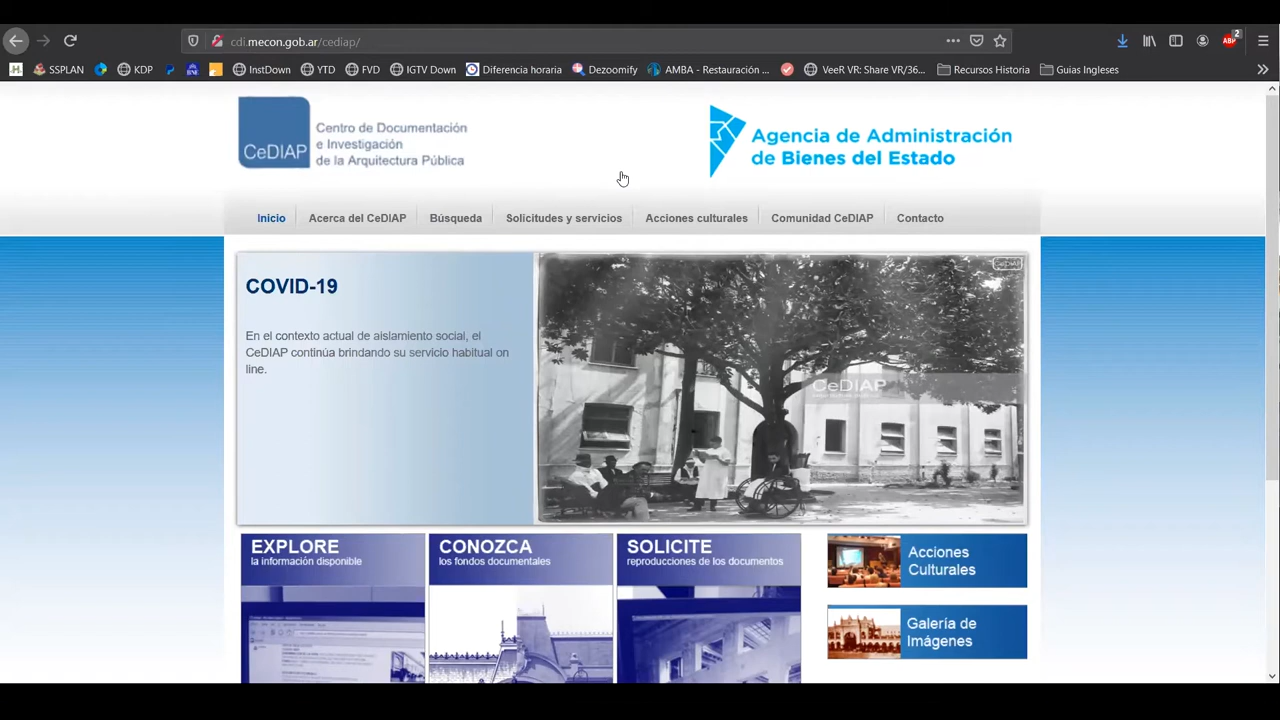 cdi.mecon.gob.ar/cediap/
ABP 2
SSPLAN
KDP
InstDown
YTD
FVD
IGTV Down
Diferencia horaria
Dezoomify
AMBA - Restauración ...
VeeR VR: Share VR/36...
Recursos Historia
Guias Ingleses
CeDIAP
Centro de Documentación
e Investigación
de la Arquitectura Pública
Agencia de Administración
de Bienes del Estado
Inicio
Acerca del CeDIAP
Búsqueda
Solicitudes y servicios
Acciones culturales
Comunidad CeDIAP
Contacto
COVID-19
En el contexto actual de aislamiento social, el
CeDIAP continúa brindando su servicio habitual on
line.
CeDIAP
CeDIAP
EXPLORE
la información disponible
CONOZCA
los fondos documentales
SOLICITE
reproducciones de los documentos
Acciones
Culturales
Galería de
Imágenes